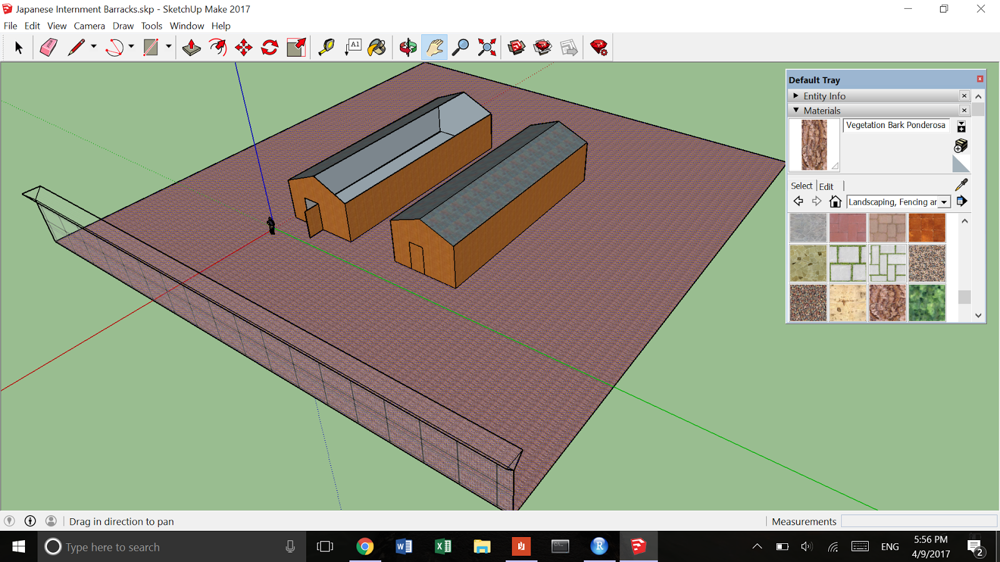 Japanese Internment Barracks.skp - SketchUp Make 2017
File Edit View Camera Draw Tools Window Help
A1
Default Tray
Entity Info
Materials
Vegetation Bark Ponderosa
Select Edit
Landscaping, Fencing ar
Drag in direction to pan
Measurements
Type here to search
W
X
R
ENG
5:56 PM
4/9/2017
2